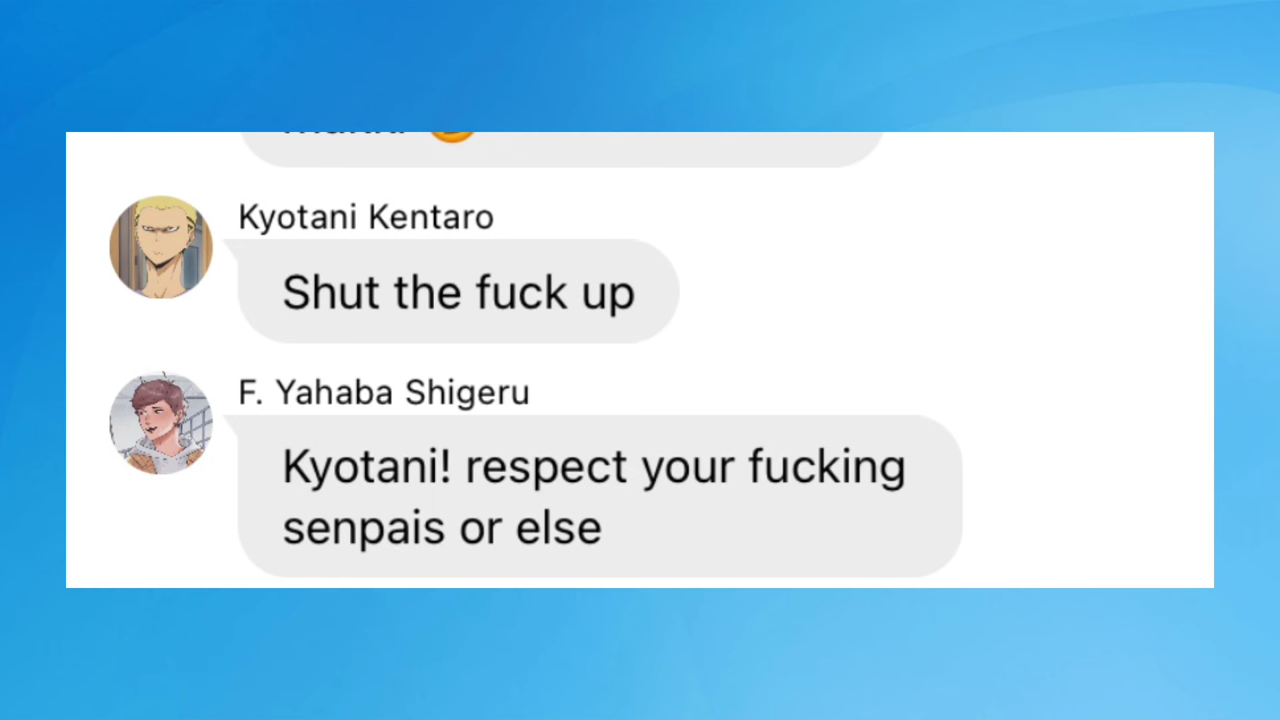 Kyotani Kentaro
Shut the fuck up
F. Yahaba Shigeru
Kyotani! respect your fucking
senpais or else